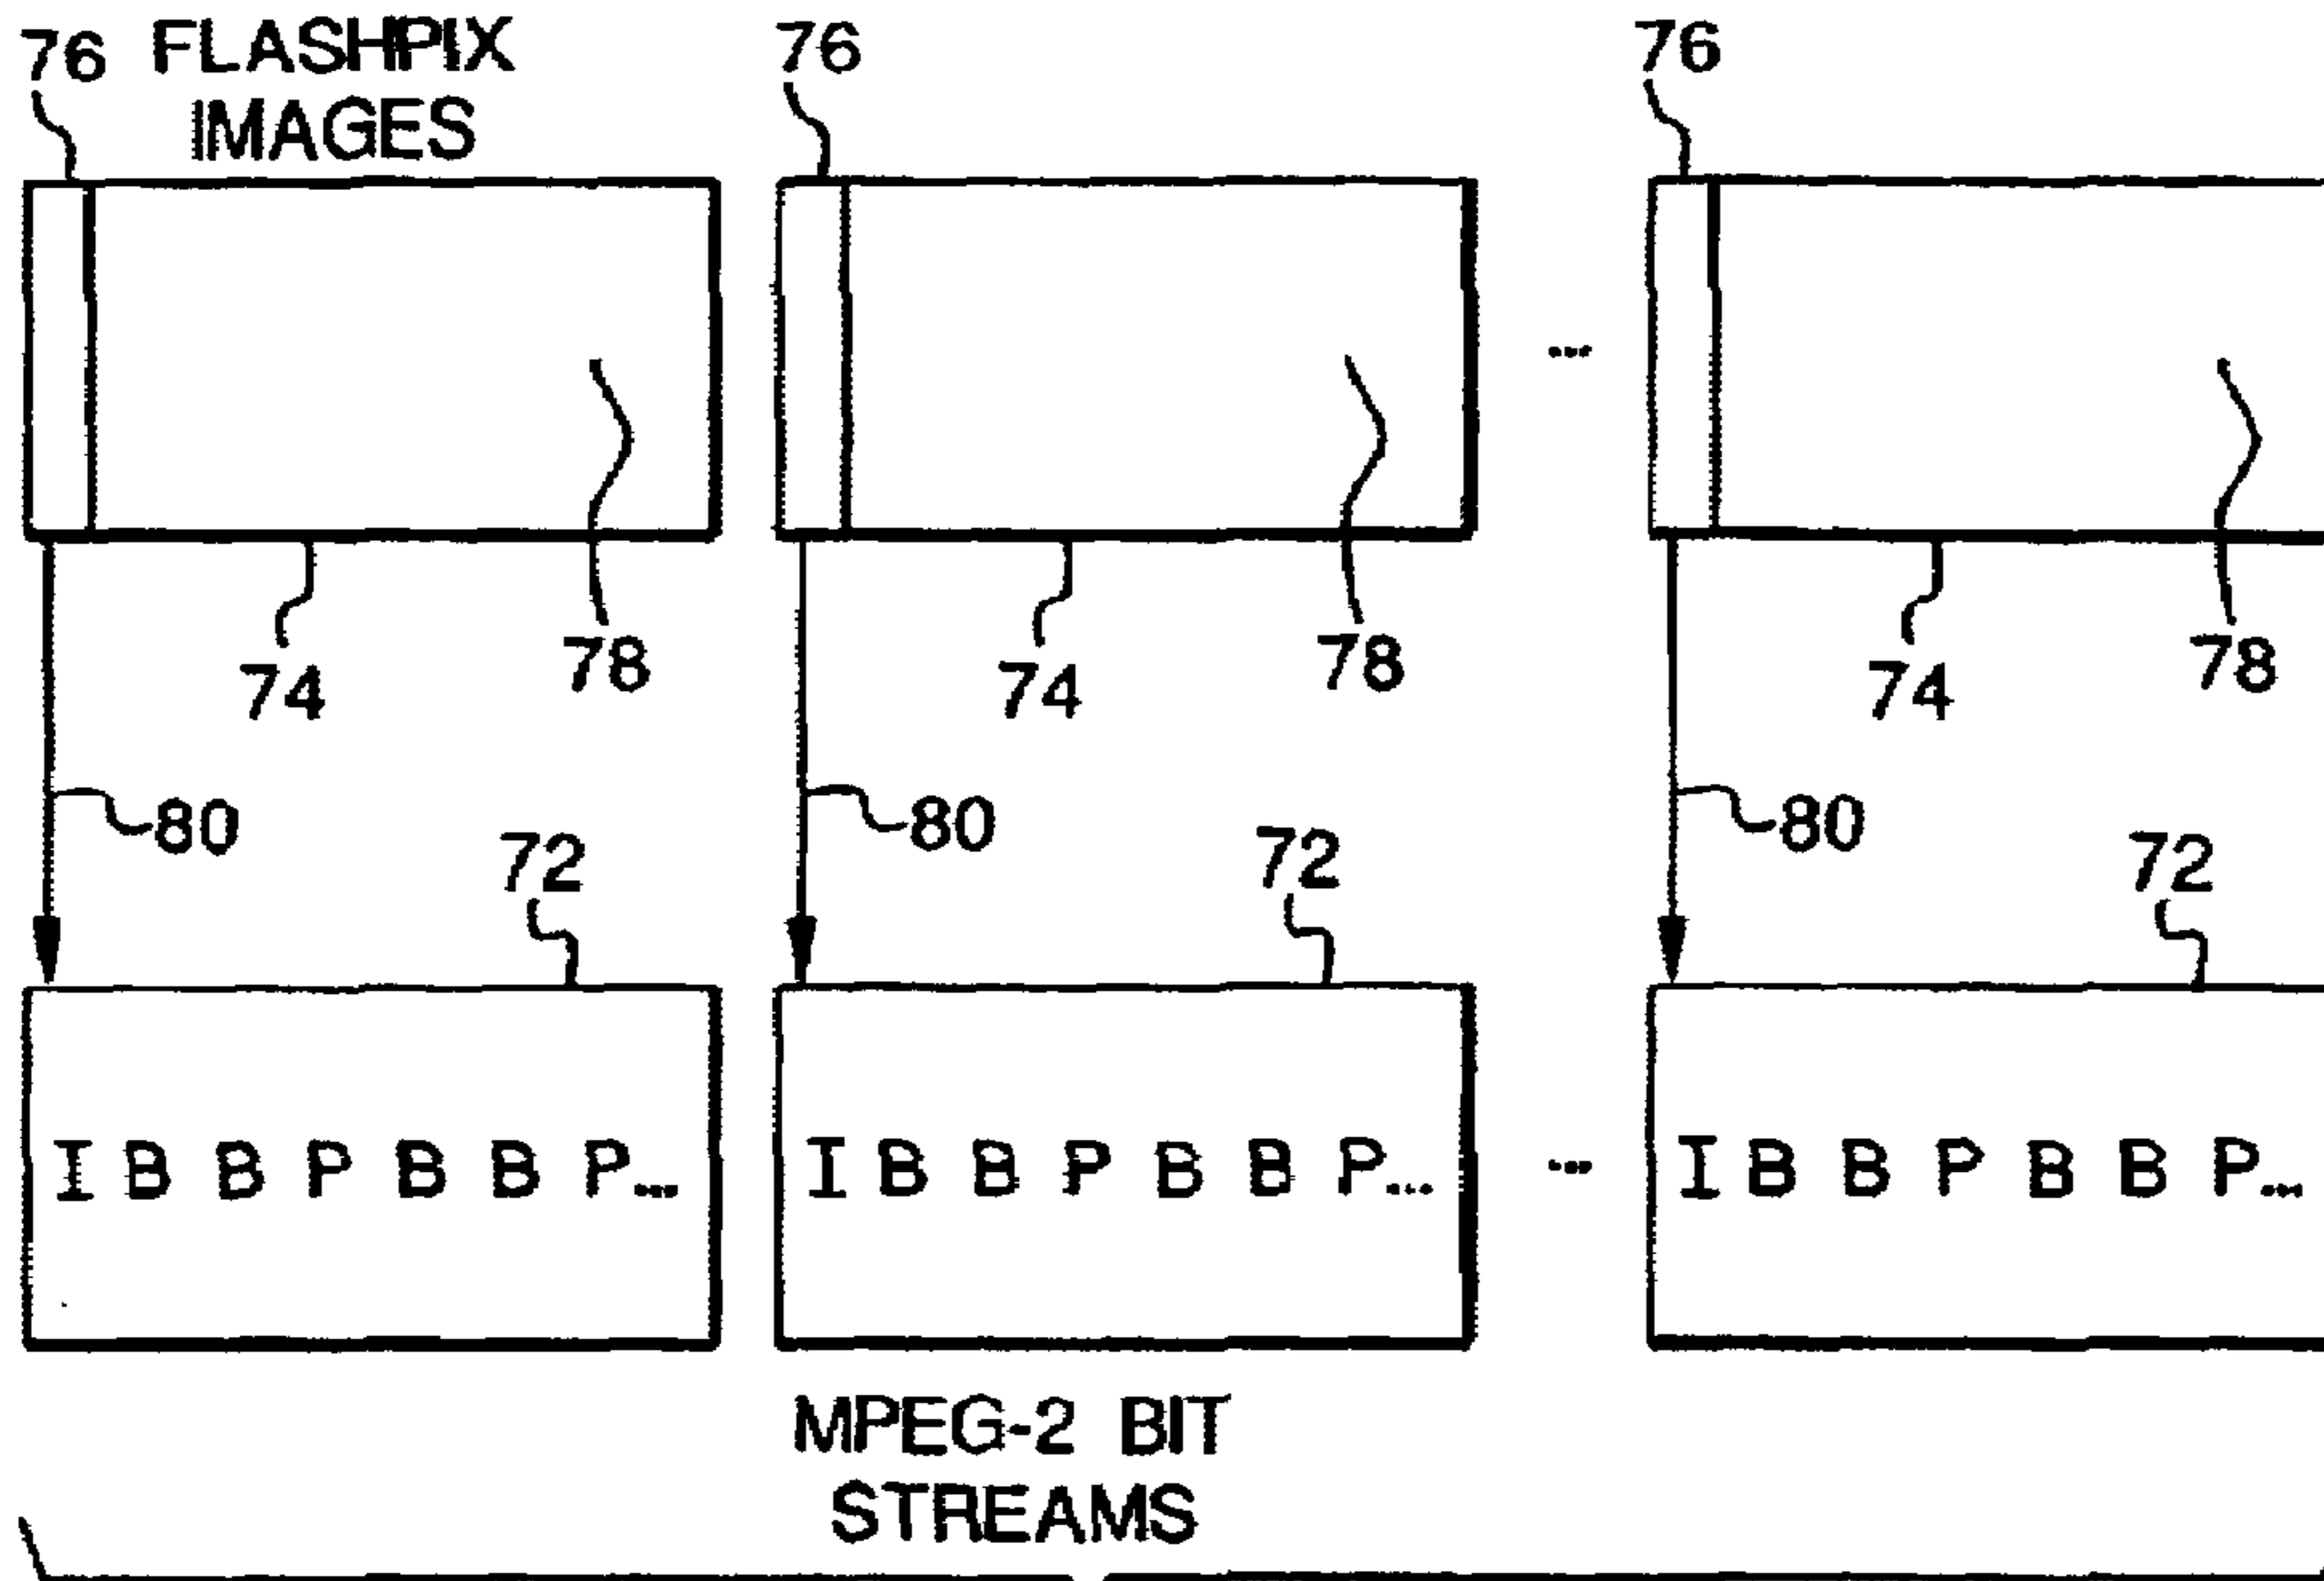 76 FLASHPIX 76 76
IMAGES
...
74 78 74 78 74 78
80 72 80 72 80 72
I B B P B B P... I B B P B B P... ... I B B P B B P...
MPEG-2 BIT
STREAMS